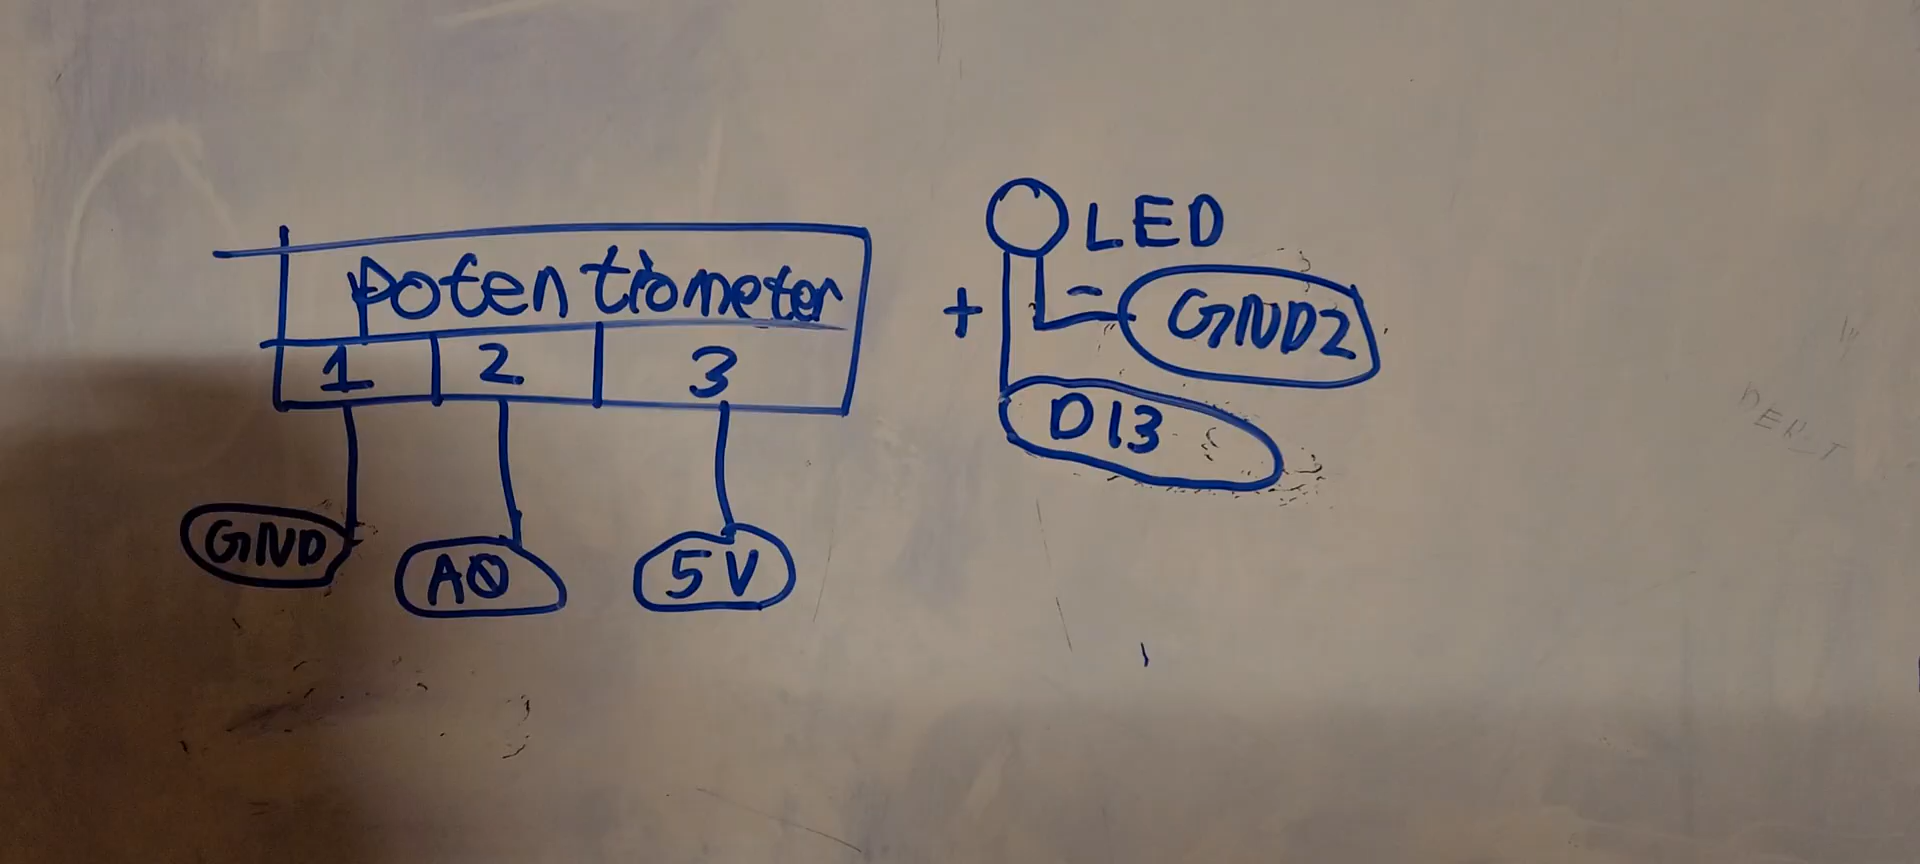 potentiometer
1 2 3
GND A0 5V
LED
+ -
GND2
D13